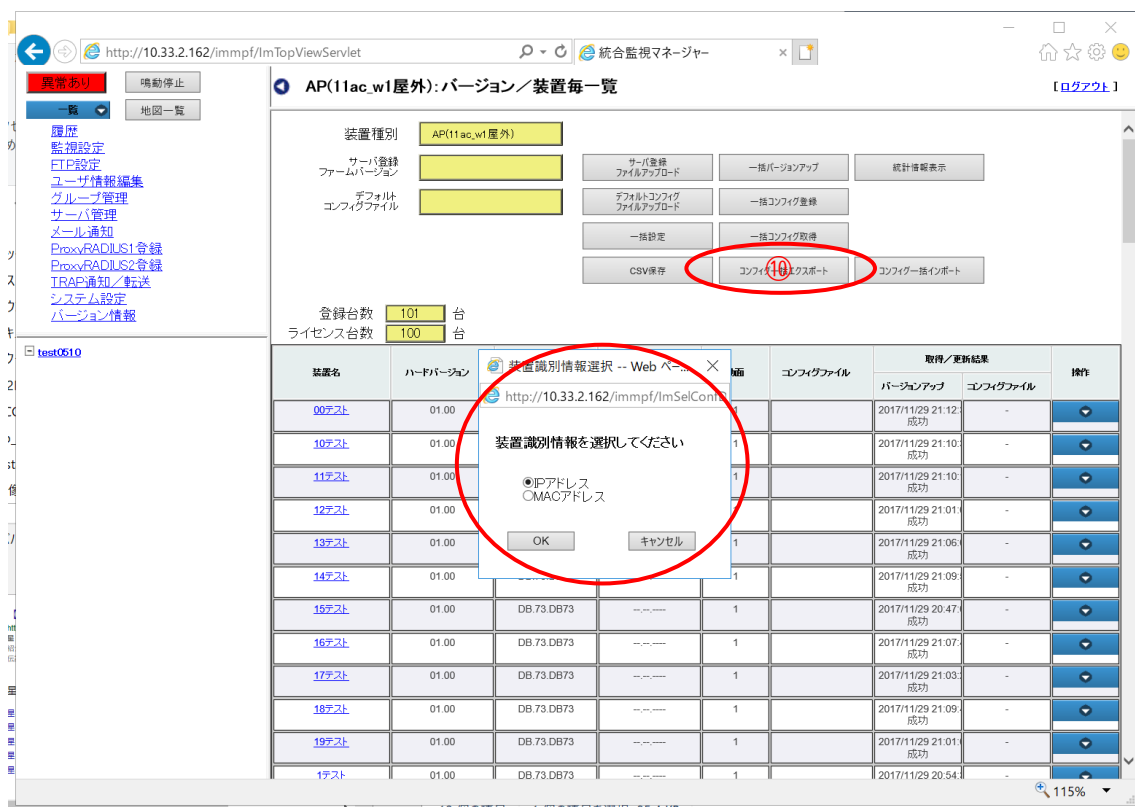 http://10.33.2.162/immpf/ImTopViewServlet
統合監視マネージャー
異常あり
鳴動停止
一覧
地図一覧
履歴
監視設定
FTP設定
ユーザ情報編集
グループ管理
サーバ管理
メール通知
ProxyRADIUS1登録
ProxyRADIUS2登録
TRAP通知／転送
システム設定
バージョン情報
test0510
AP(11ac_w1屋外):バージョン／装置毎一覧
[ログアウト]
装置種別
AP(11ac_w1屋外)
サーバ登録
ファームバージョン
サーバ登録
ファイルアップロード
一括バージョンアップ
統計情報表示
デフォルト
コンフィグファイル
デフォルトコンフィグ
ファイルアップロード
一括コンフィグ登録
一括設定
一括コンフィグ取得
CSV保存
コンフィグ一括エクスポート
⑩
コンフィグ一括インポート
登録台数 101 台
ライセンス台数 100 台
装置名 ハードバージョン コンフィグファイル 取得／更新結果 操作
バージョンアップ コンフィグファイル
00テスト 01.00 1 2017/11/29 21:12: -
成功
10テスト 01.00 1 2017/11/29 21:10: -
成功
11テスト 01.00 1 2017/11/29 21:10: -
成功
12テスト 01.00 1 2017/11/29 21:01: -
成功
13テスト 01.00 1 2017/11/29 21:06: -
成功
14テスト 01.00 1 2017/11/29 21:09: -
成功
15テスト 01.00 DB.73.DB73 --.--.---- 1 2017/11/29 20:47: -
成功
16テスト 01.00 DB.73.DB73 --.--.---- 1 2017/11/29 21:07: -
成功
17テスト 01.00 DB.73.DB73 --.--.---- 1 2017/11/29 21:03: -
成功
18テスト 01.00 DB.73.DB73 --.--.---- 1 2017/11/29 21:09: -
成功
19テスト 01.00 DB.73.DB73 --.--.---- 1 2017/11/29 21:01: -
成功
1テスト 01.00 DB.73.DB73 --.--.---- 1 2017/11/29 20:54: -
装置識別情報選択 -- Web ペー...
http://10.33.2.162/immpf/ImSelConf
装置識別情報を選択してください
IPアドレス
MACアドレス
OK
キャンセル
115%